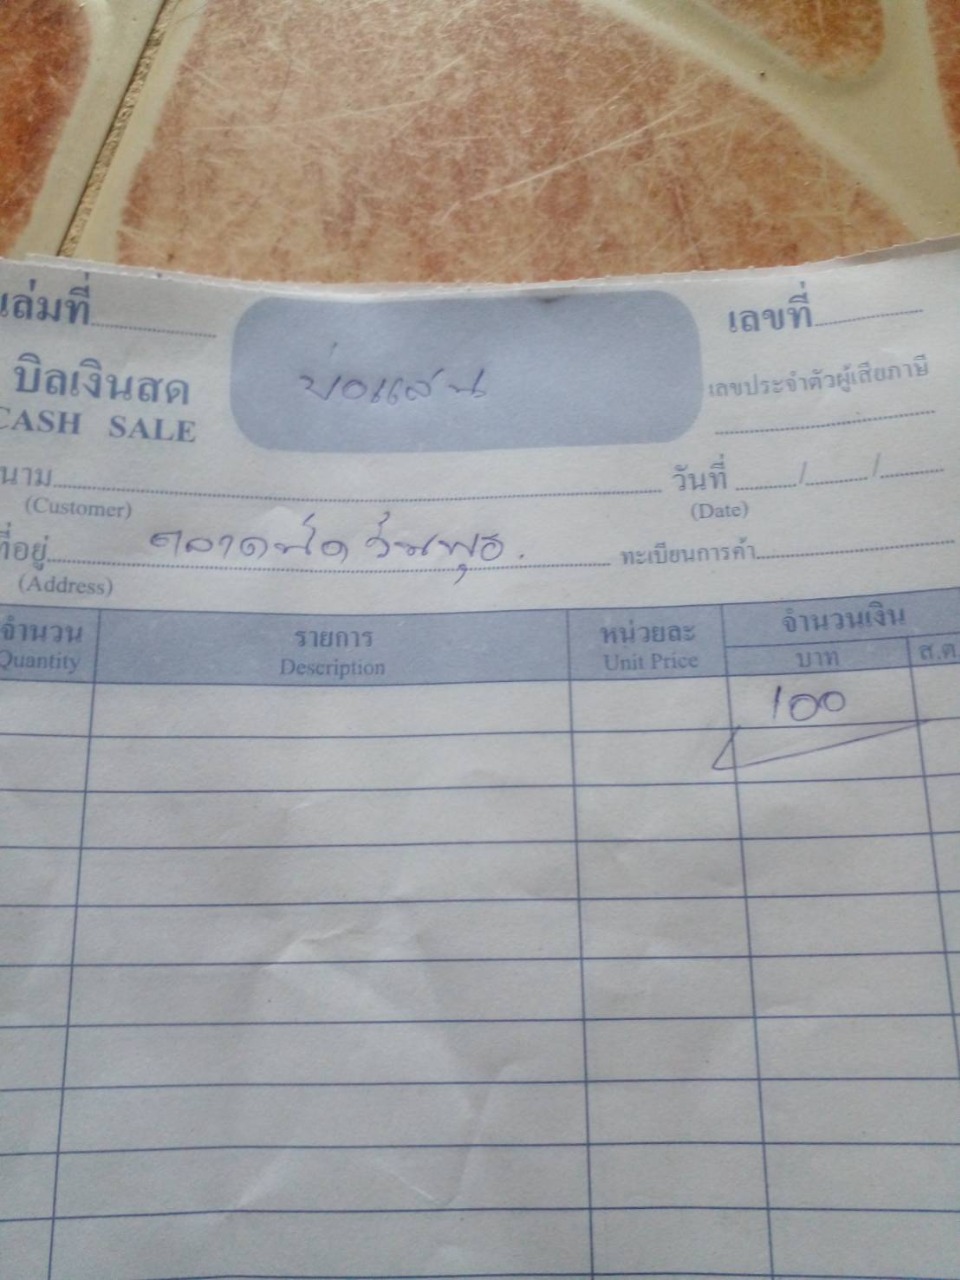 เล่มที่ เลขที่
บ่อแสน
บิลเงินสด เลขประจำตัวผู้เสียภาษี
CASH SALE
นาม วันที่ / /
(Customer) (Date)
ที่อยู่ ตลาดนัดวันพุธ. ทะเบียนการค้า
(Address)
จำนวน รายการ หน่วยละ จำนวนเงิน
Quantity Description Unit Price บาท ส.ต.
100